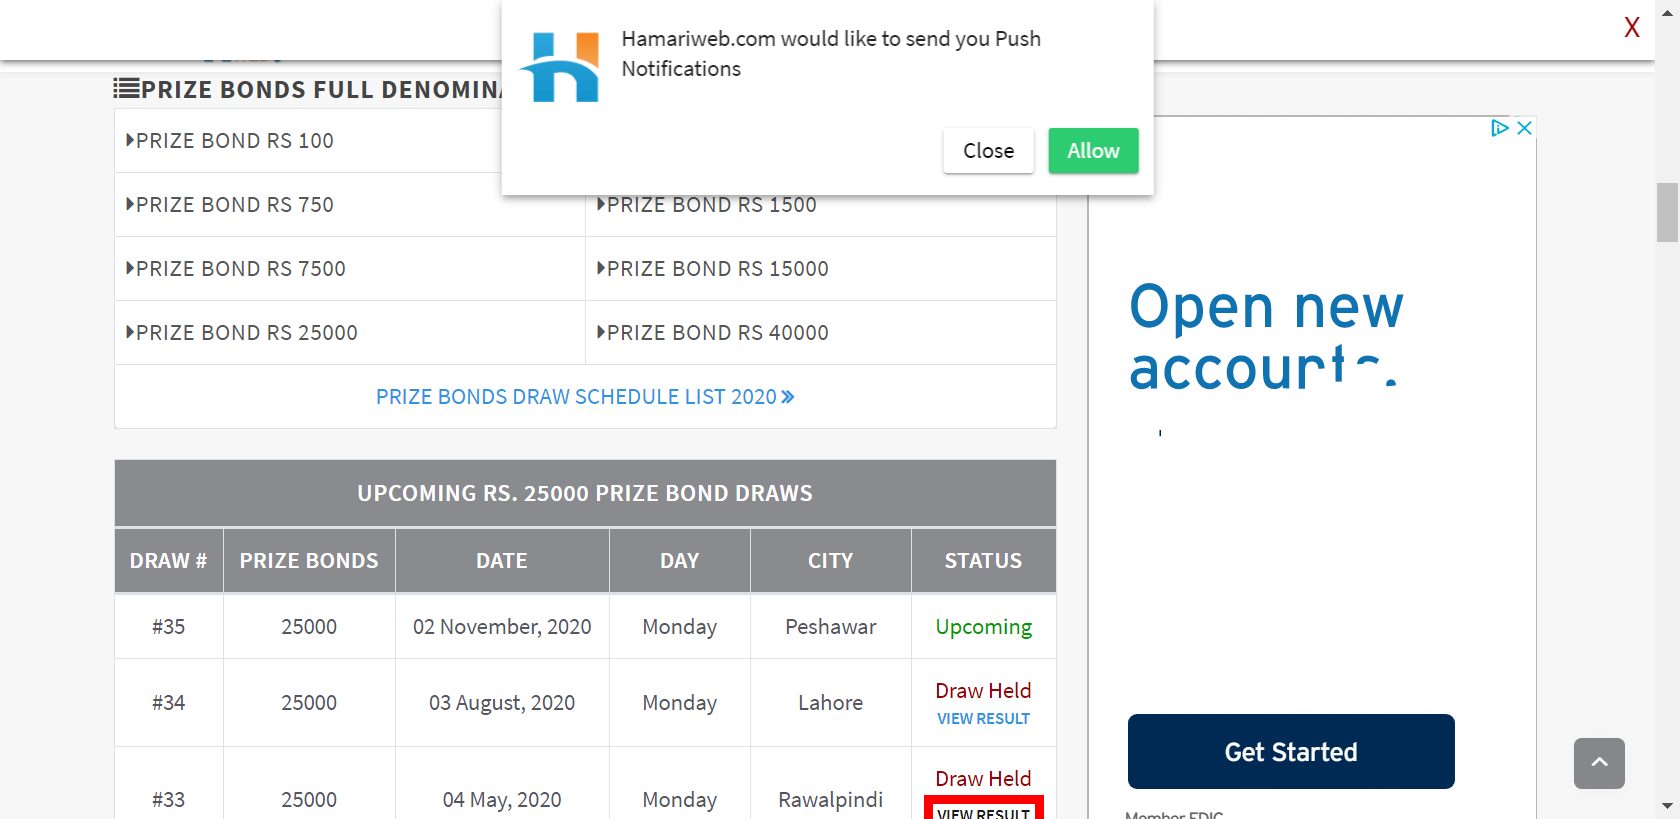 Hamariweb.com would like to send you Push
Notifications
Close
Allow
X
PRIZE BONDS FULL
PRIZE BOND RS 100
PRIZE BOND RS 750
PRIZE BOND RS 1500
PRIZE BOND RS 7500
PRIZE BOND RS 15000
PRIZE BOND RS 25000
PRIZE BOND RS 40000
PRIZE BONDS DRAW SCHEDULE LIST 2020
UPCOMING RS. 25000 PRIZE BOND DRAWS
DRAW # PRIZE BONDS DATE DAY CITY STATUS
#35 25000 02 November, 2020 Monday Peshawar Upcoming
#34 25000 03 August, 2020 Monday Lahore Draw Held
VIEW RESULT
#33 25000 04 May, 2020 Monday Rawalpindi Draw Held
VIEW RESULT
Open new
accounts.
Get Started
Member FDIC